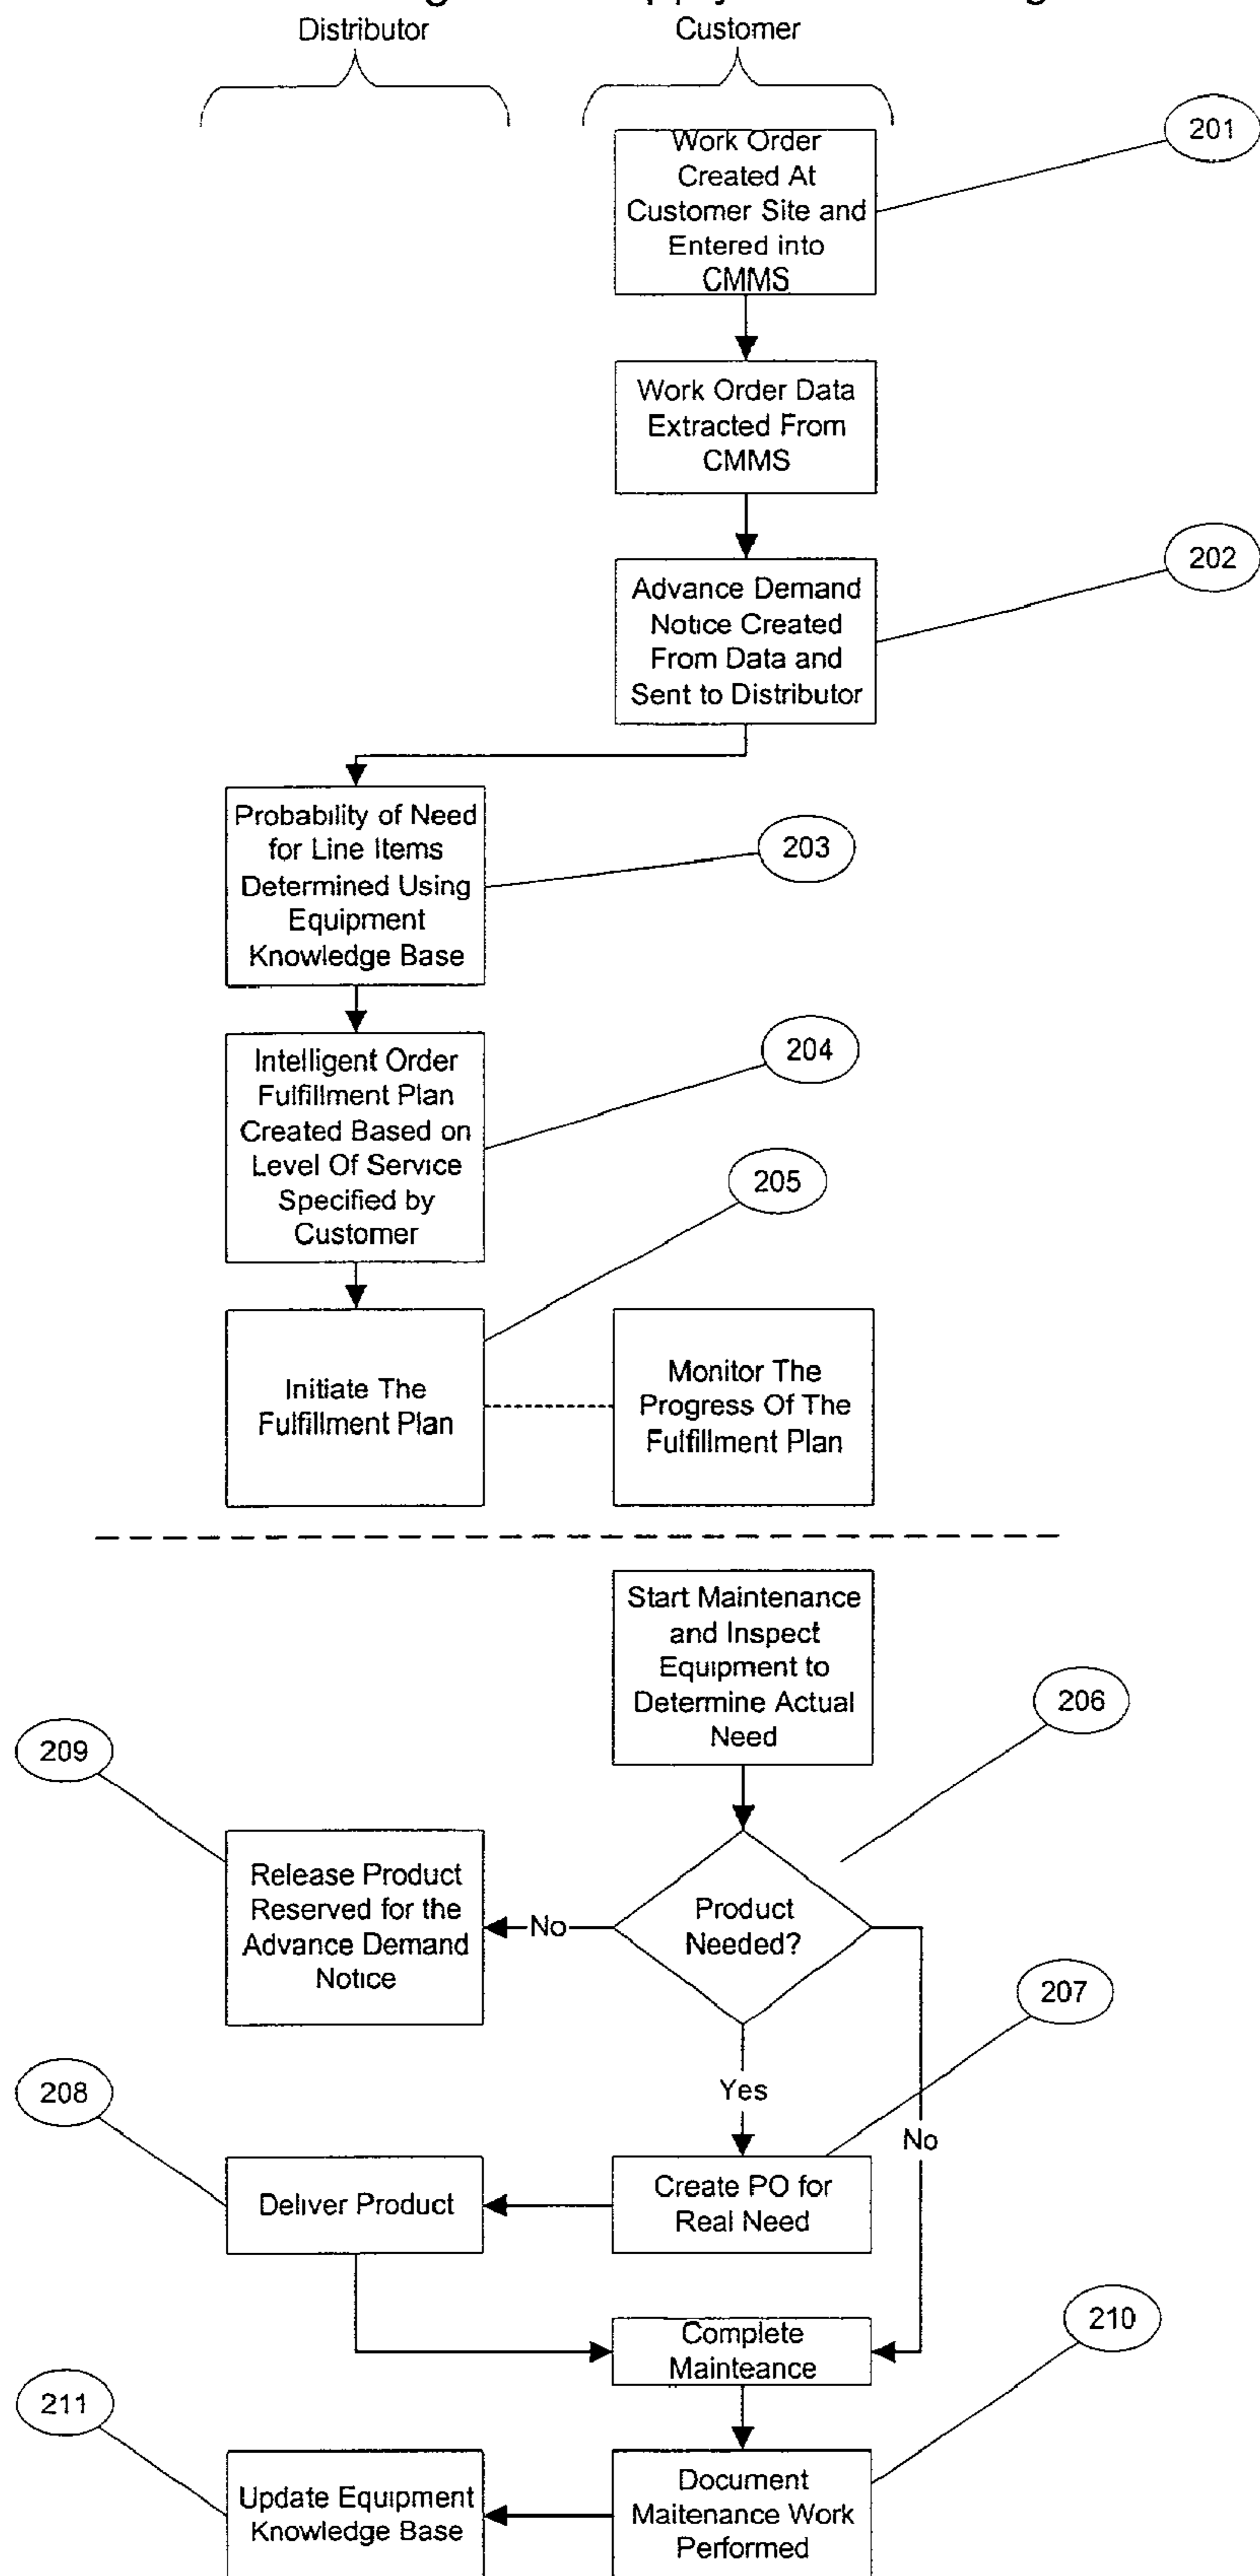 Distributor
Customer
Work Order
Created At
Customer Site and
Entered into
CMMS
201
Work Order Data
Extracted From
CMMS
Advance Demand
Notice Created
From Data and
Sent to Distributor
202
Probability of Need
for Line Items
Determined Using
Equipment
Knowledge Base
203
Intelligent Order
Fulfillment Plan
Created Based on
Level Of Service
Specified by
Customer
204
205
Initiate The
Fulfillment Plan
Monitor The
Progress Of The
Fulfillment Plan
Start Maintenance
and Inspect
Equipment to
Determine Actual
Need
206
209
Release Product
Reserved for the
Advance Demand
Notice
No
Product
Needed?
207
Yes
No
208
Deliver Product
Create PO for
Real Need
210
Complete
Mainteance
211
Update Equipment
Knowledge Base
Document
Maitenance Work
Performed